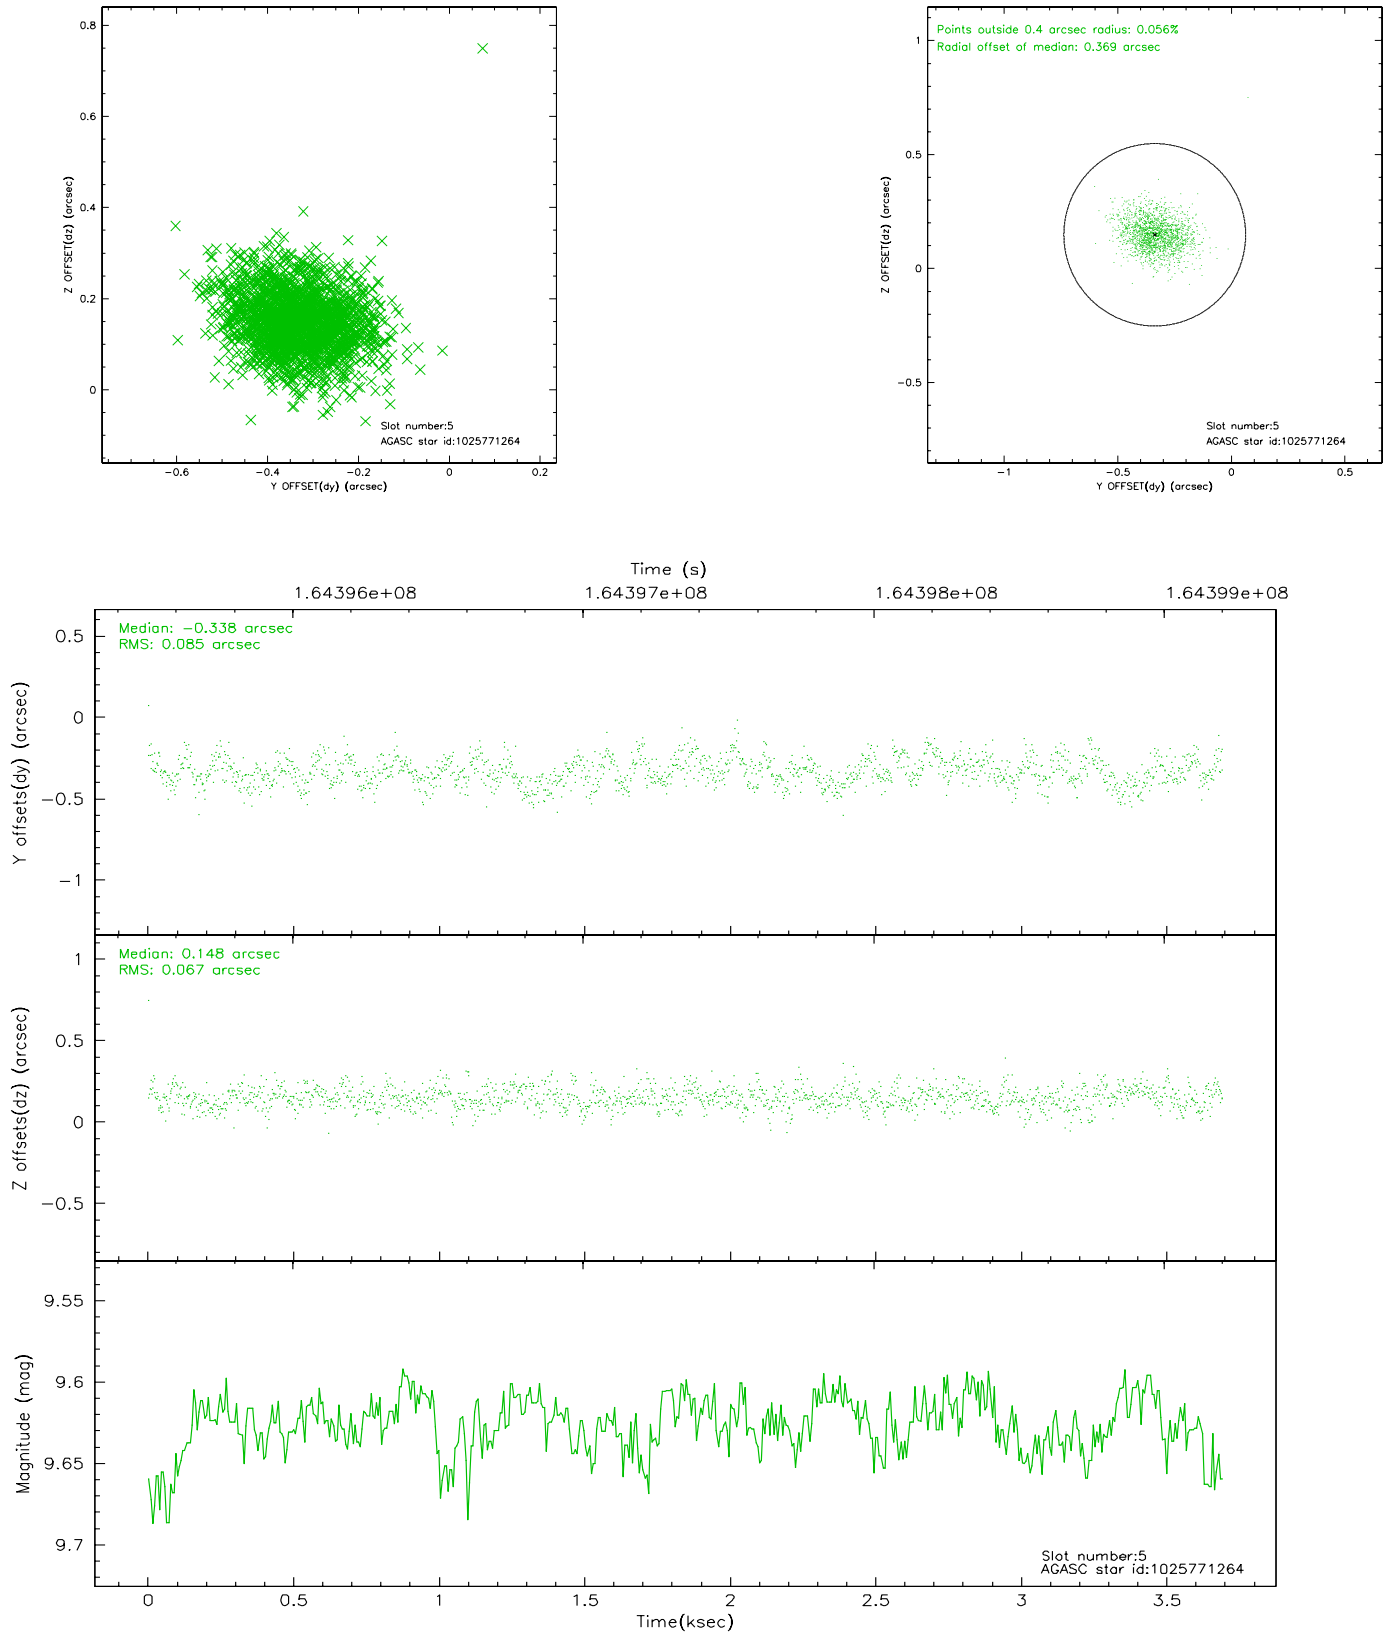 0.8
0.6
0.4
0.2
0
Z OFFSET(dz) (arcsec)
Slot number:5
AGASC star id:1025771264
−0.6
−0.4
−0.2
0
0.2
Y OFFSET(dy) (arcsec)
Points outside 0.4 arcsec radius: 0.056%
Radial offset of median: 0.369 arcsec
1
0.5
0
−0.5
Z OFFSET(dz) (arcsec)
Slot number:5
AGASC star id:1025771264
−1
−0.5
0
0.5
Y OFFSET(dy) (arcsec)
Time (s)
1.64396e+08
1.64397e+08
1.64398e+08
1.64399e+08
Median: −0.338 arcsec
RMS: 0.085 arcsec
0.5
0
−0.5
−1
Y offsets(dy) (arcsec)
Median: 0.148 arcsec
RMS: 0.067 arcsec
1
0.5
0
−0.5
Z offsets(dz) (arcsec)
9.55
9.6
9.65
9.7
Magnitude (mag)
Slot number:5
AGASC star id:1025771264
0
0.5
1
1.5
2
2.5
3
3.5
Time(ksec)